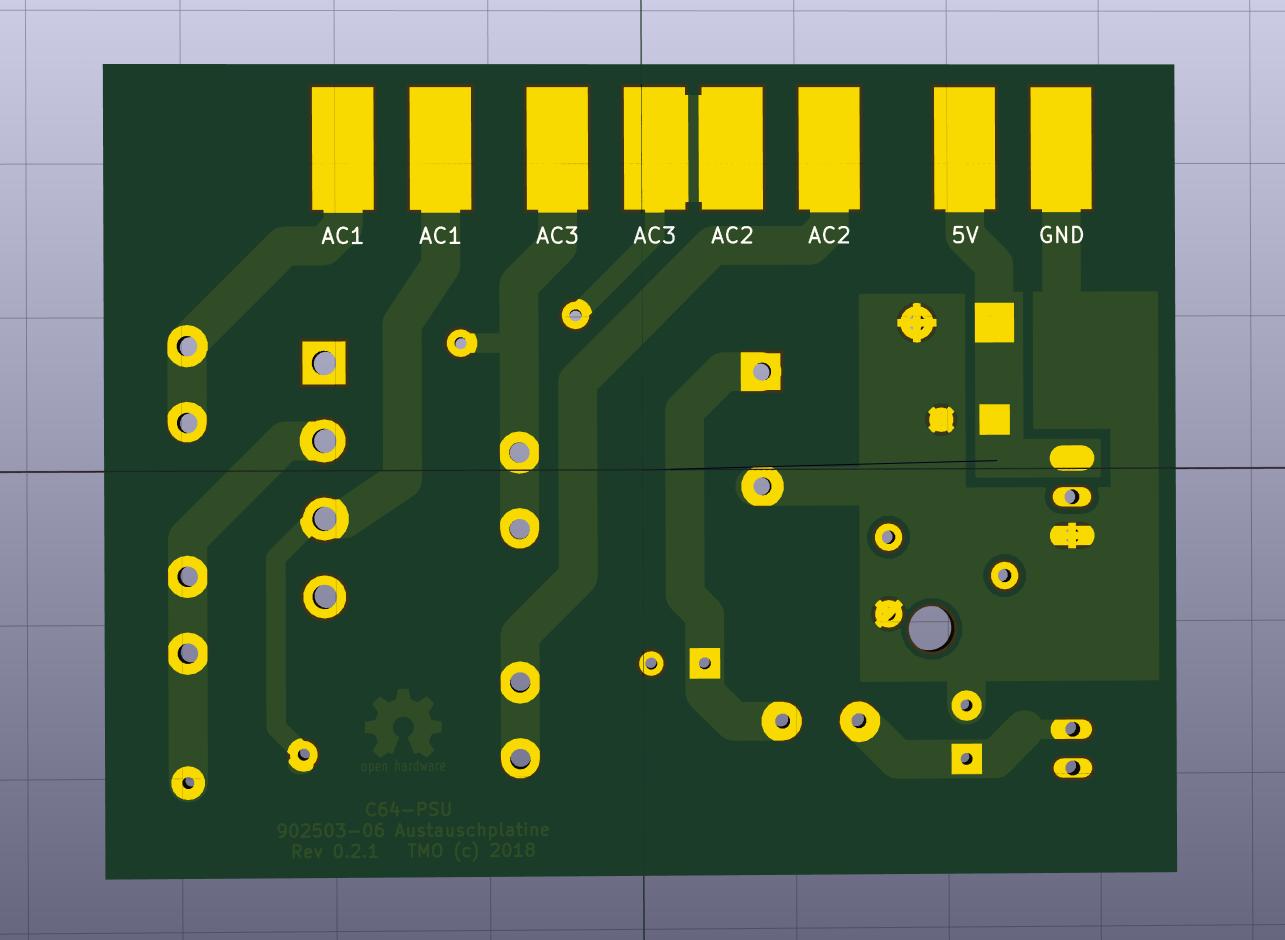 AC1 AC1 AC3 AC3 AC2 AC2 5V GND
open hardware
C64-PSU
902503-06 Austauschplatine
Rev 0.2.1 TMO (c) 2018